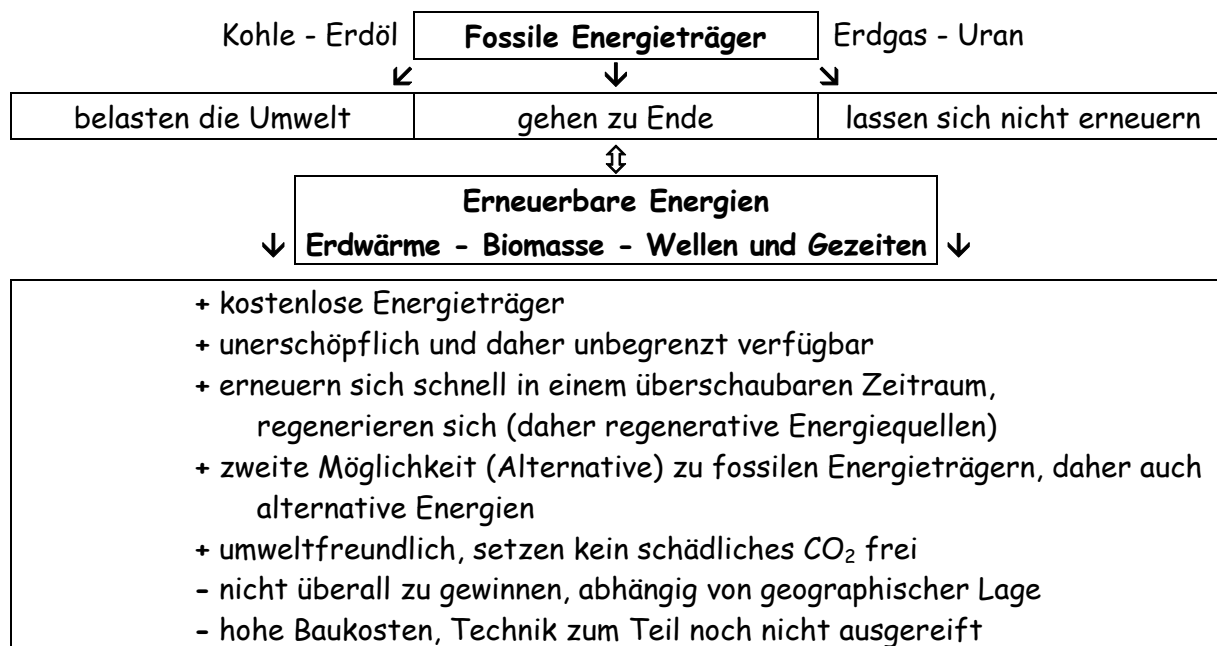 Kohle - Erdöl Fossile Energieträger Erdgas - Uran
belasten die Umwelt gehen zu Ende lassen sich nicht erneuern
Erneuerbare Energien
Erdwärme - Biomasse - Wellen und Gezeiten
+ kostenlose Energieträger
+ unerschöpflich und daher unbegrenzt verfügbar
+ erneuern sich schnell in einem überschaubaren Zeitraum,
regenerieren sich (daher regenerative Energiequellen)
+ zweite Möglichkeit (Alternative) zu fossilen Energieträgern, daher auch
alternative Energien
+ umweltfreundlich, setzen kein schädliches CO₂ frei
- nicht überall zu gewinnen, abhängig von geographischer Lage
- hohe Baukosten, Technik zum Teil noch nicht ausgereift